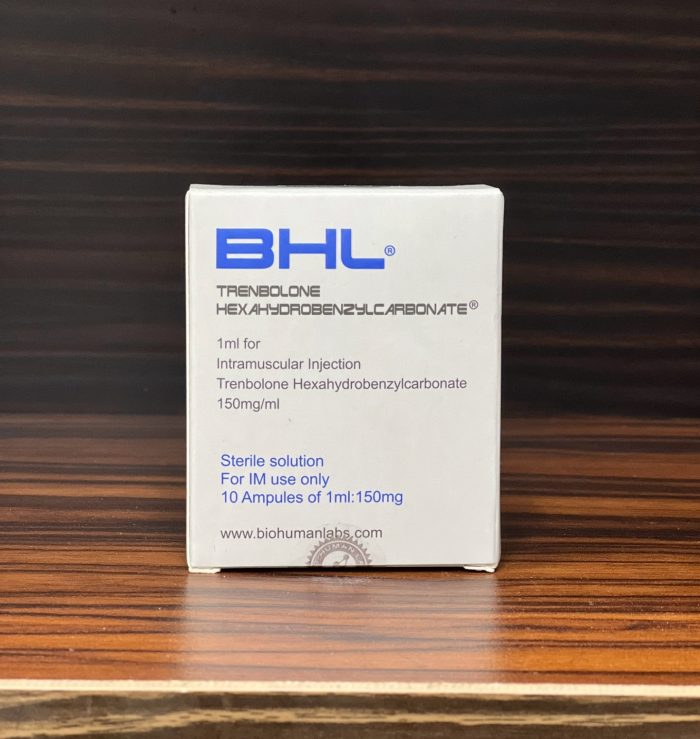 BHL®
TRENBOLONE
HEXAHYDROBENZYLCARBONATE®
1ml for
Intramuscular Injection
Trenbolone Hexahydrobenzylcarbonate
150mg/ml
Sterile solution
For IM use only
10 Ampules of 1ml:150mg
www.biohumanlabs.com
HUMAN